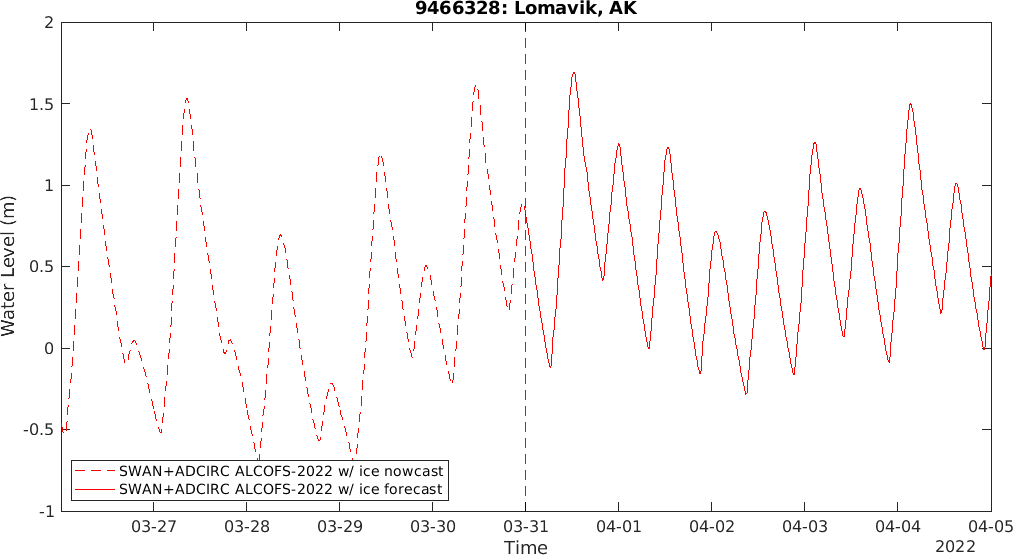 9466328: Lomavik, AK
2
1.5
1
0.5
0
-0.5
-1
Water Level (m)
SWAN+ADCIRC ALCOFS-2022 w/ ice nowcast
SWAN+ADCIRC ALCOFS-2022 w/ ice forecast
03-27 03-28 03-29 03-30 03-31 04-01 04-02 04-03 04-04 04-05
Time
2022